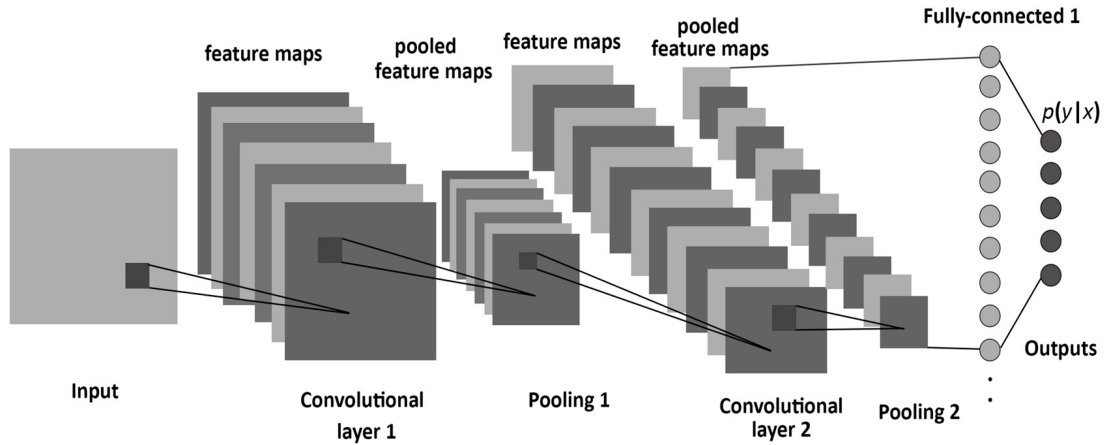 Fully-connected 1
feature maps
pooled
feature maps
feature maps
pooled
feature maps
p(y|x)
Input
Convolutional
layer 1
Pooling 1
Convolutional
layer 2
Pooling 2
Outputs